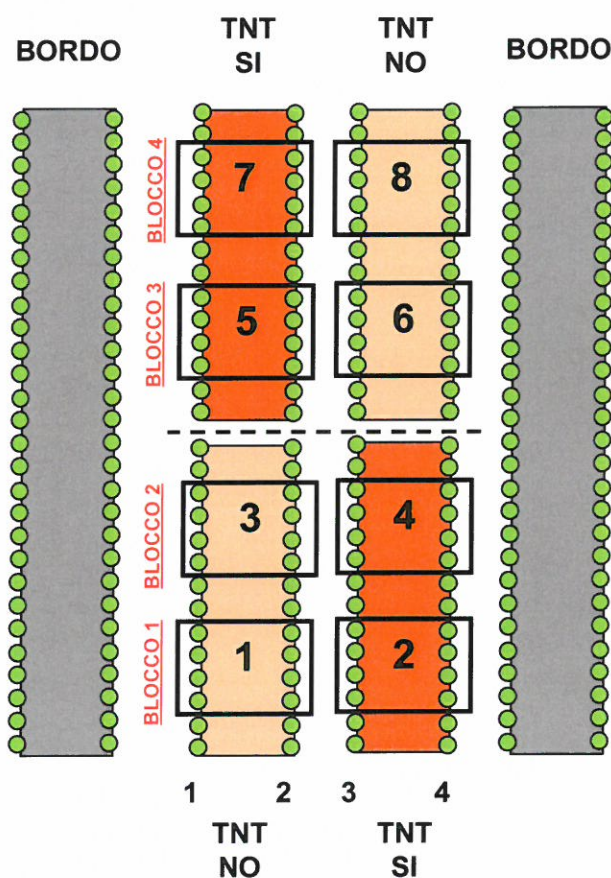 BORDO
TNT
SI
TNT
NO
BORDO
BLOCCO 4
7
8
BLOCCO 3
5
6
BLOCCO 2
3
4
BLOCCO 1
1
2
1
2
3
4
TNT
NO
TNT
SI